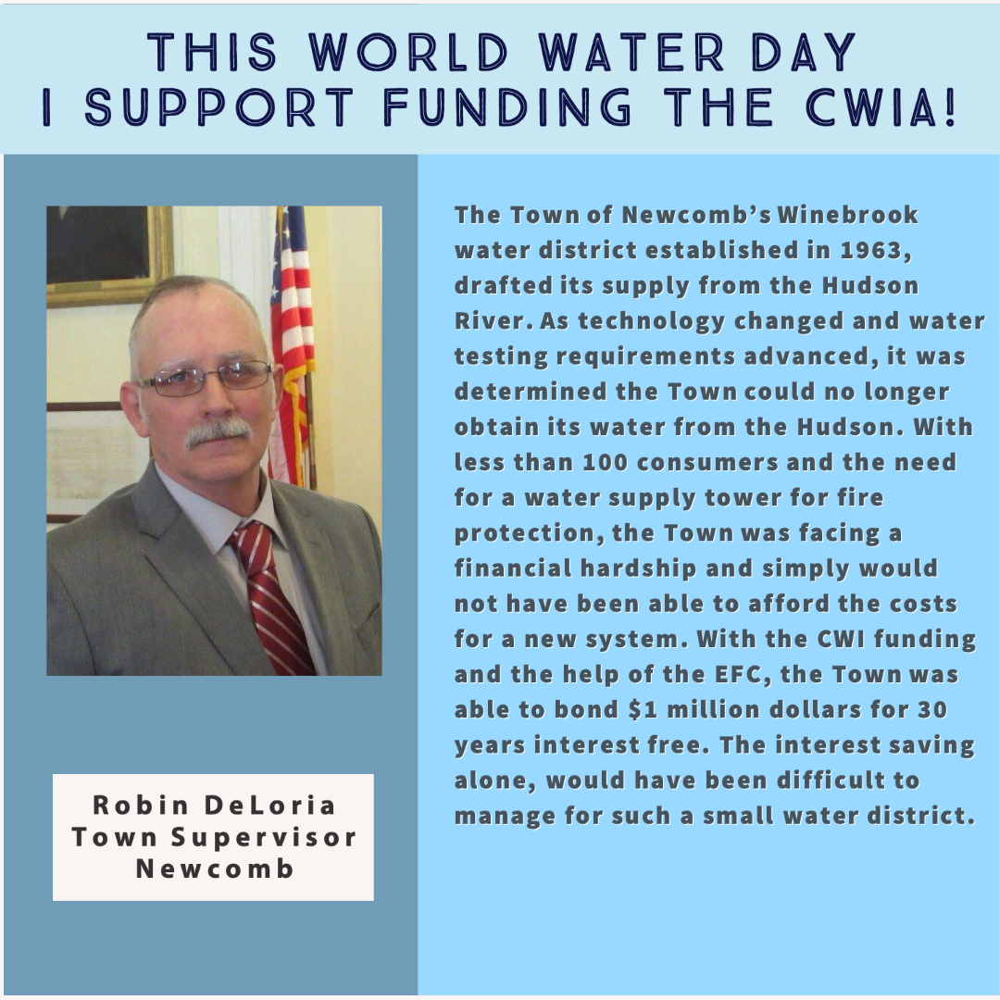 THIS WORLD WATER DAY
I SUPPORT FUNDING THE CWIA!
The Town of Newcomb's Winebrook
water district established in 1963,
drafted its supply from the Hudson
River. As technology changed and water
testing requirements advanced, it was
determined the Town could no longer
obtain its water from the Hudson. With
less than 100 consumers and the need
for a water supply tower for fire
protection, the Town was facing a
financial hardship and simply would
not have been able to afford the costs
for a new system. With the CWI funding
and the help of the EFC, the Town was
able to bond $1 million dollars for 30
years interest free. The interest saving
alone, would have been difficult to
manage for such a small water district.
Robin DeLoria
Town Supervisor
Newcomb